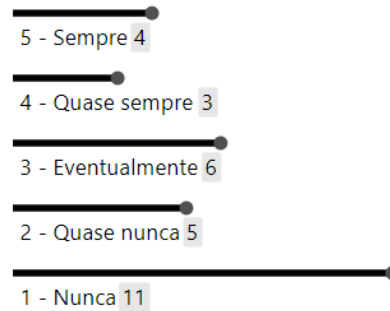 5 - Sempre 4
4 - Quase sempre 3
3 - Eventualmente 6
2 - Quase nunca 5
1 - Nunca 11